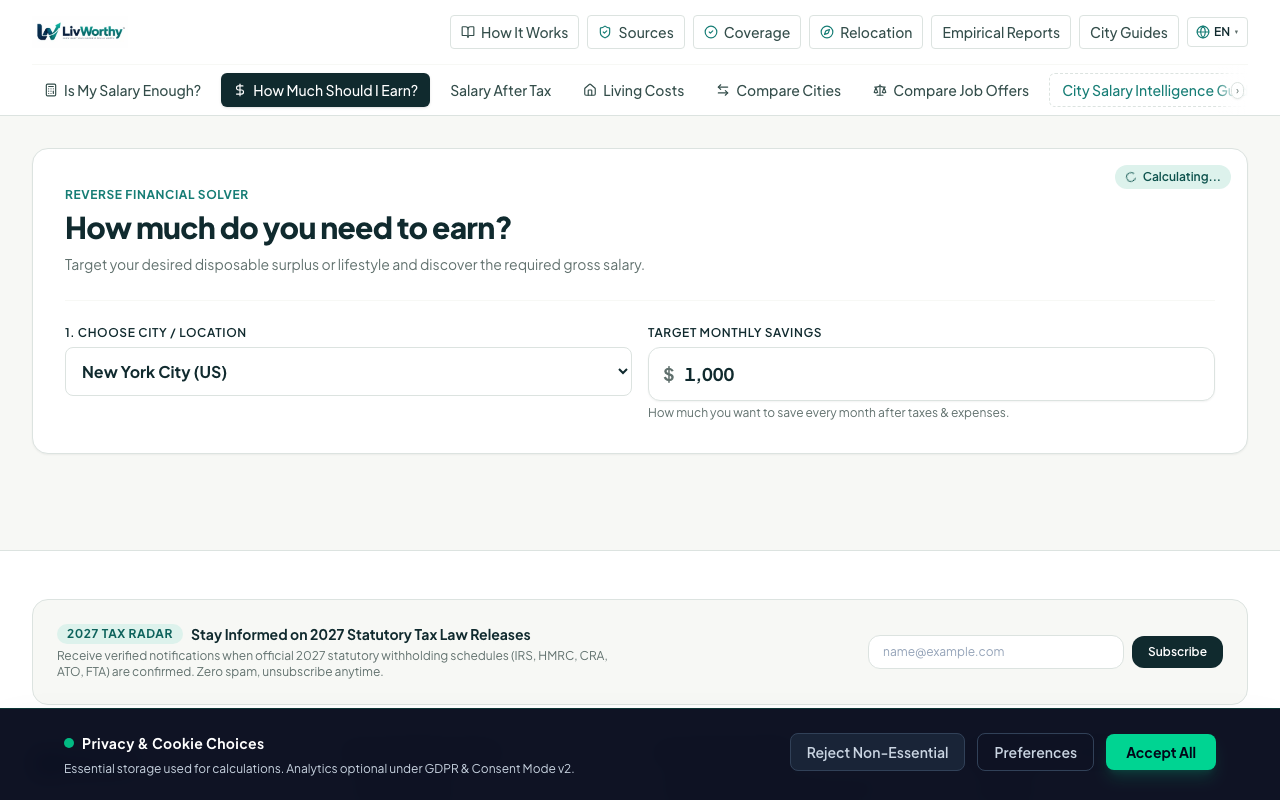 LivWorthy
How It Works
Sources
Coverage
Relocation
Empirical Reports
City Guides
EN
Is My Salary Enough?
How Much Should I Earn?
Salary After Tax
Living Costs
Compare Cities
Compare Job Offers
City Salary Intelligence
Calculating...
REVERSE FINANCIAL SOLVER
How much do you need to earn?
Target your desired disposable surplus or lifestyle and discover the required gross salary.
1. CHOOSE CITY / LOCATION
New York City (US)
TARGET MONTHLY SAVINGS
$ 1,000
How much you want to save every month after taxes & expenses.
2027 TAX RADAR
Stay Informed on 2027 Statutory Tax Law Releases
Receive verified notifications when official 2027 statutory withholding schedules (IRS, HMRC, CRA,
ATO, FTA) are confirmed. Zero spam, unsubscribe anytime.
name@example.com
Subscribe
Privacy & Cookie Choices
Essential storage used for calculations. Analytics optional under GDPR & Consent Mode v2.
Reject Non-Essential
Preferences
Accept All